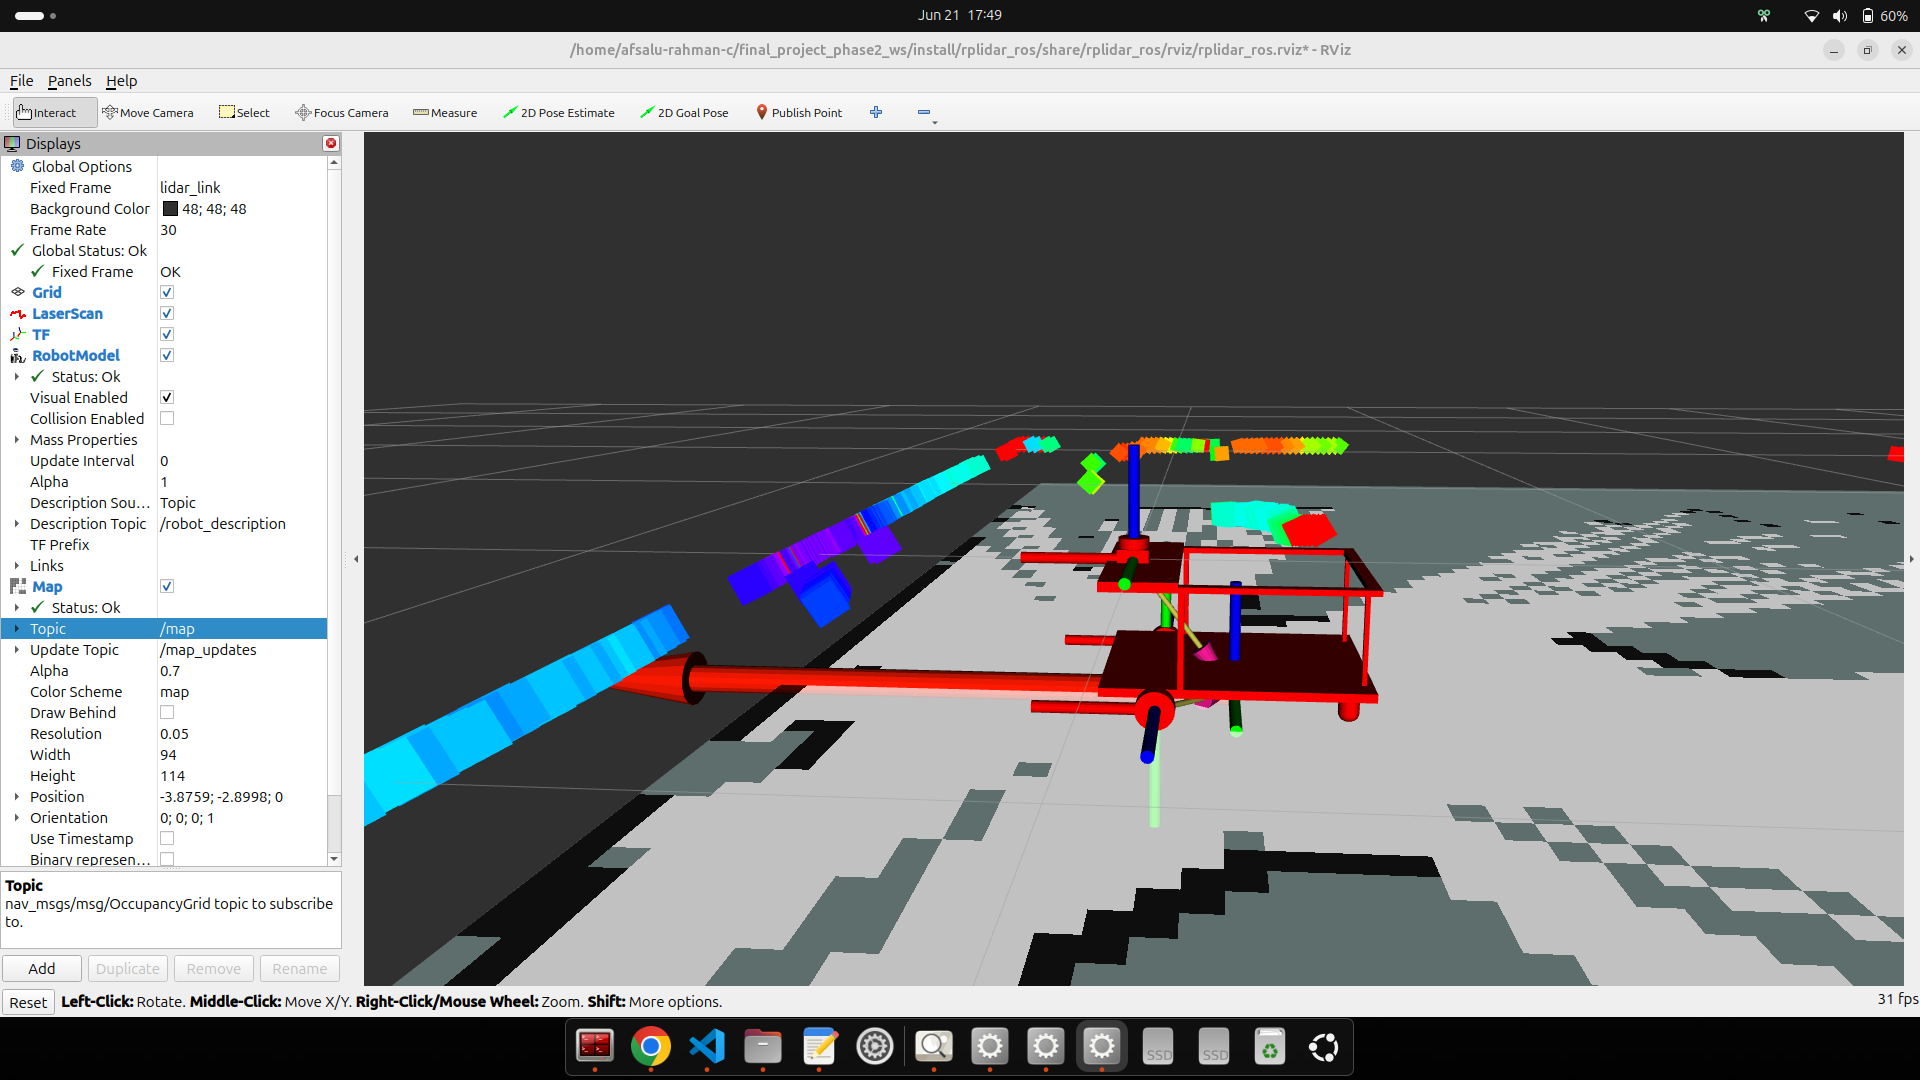 Jun 21 17:49
60%
/home/afsalu-rahman-c/final_project_phase2_ws/install/rplidar_ros/share/rplidar_ros/rviz/rplidar_ros.rviz* - RViz
File Panels Help
Interact Move Camera Select Focus Camera Measure 2D Pose Estimate 2D Goal Pose Publish Point
Displays
Global Options
Fixed Frame lidar_link
Background Color 48; 48; 48
Frame Rate 30
Global Status: Ok
Fixed Frame OK
Grid
LaserScan
TF
RobotModel
Status: Ok
Visual Enabled
Collision Enabled
Mass Properties
Update Interval 0
Alpha 1
Description Sou... Topic
Description Topic /robot_description
TF Prefix
Links
Map
Status: Ok
Topic /map
Update Topic /map_updates
Alpha 0.7
Color Scheme map
Draw Behind
Resolution 0.05
Width 94
Height 114
Position -3.8759; -2.8998; 0
Orientation 0; 0; 0; 1
Use Timestamp
Binary represen...
Topic
nav_msgs/msg/OccupancyGrid topic to subscribe
to.
Add Duplicate Remove Rename
Reset Left-Click: Rotate. Middle-Click: Move X/Y. Right-Click/Mouse Wheel: Zoom. Shift: More options.
31 fps
SSD SSD